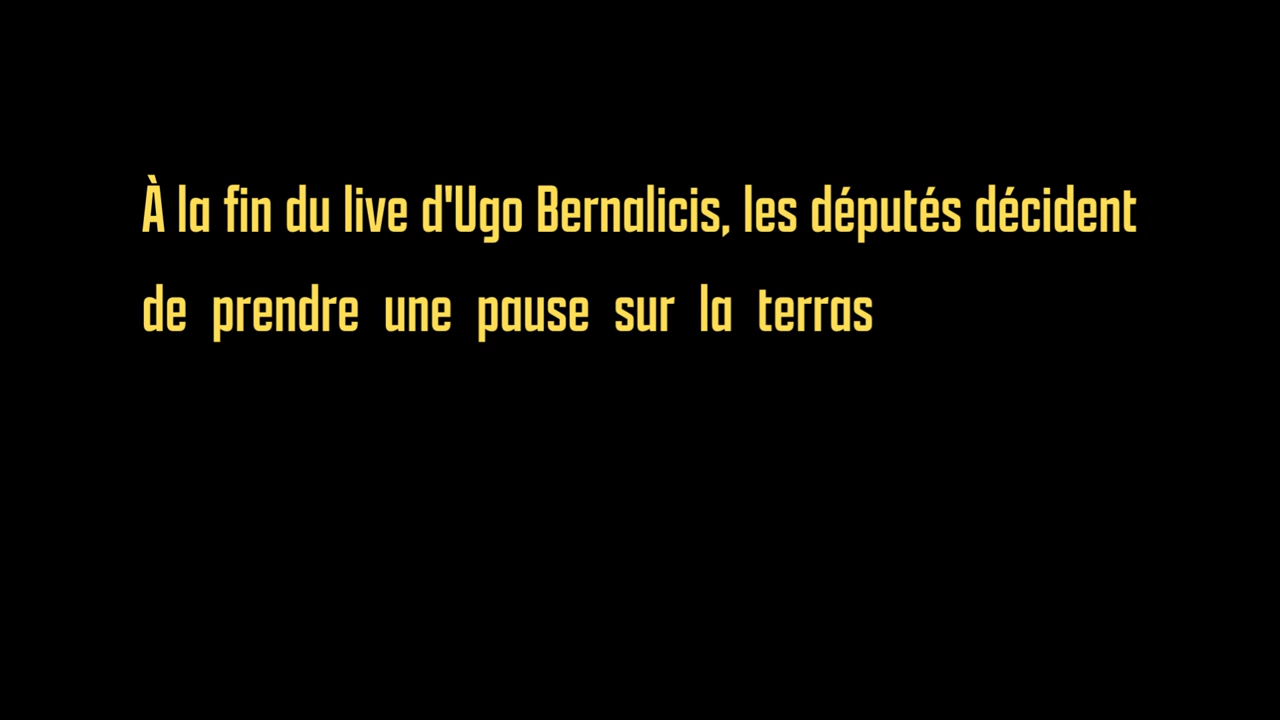 À la fin du live d'Ugo Bernalicis, les députés décident
de prendre une pause sur la terras